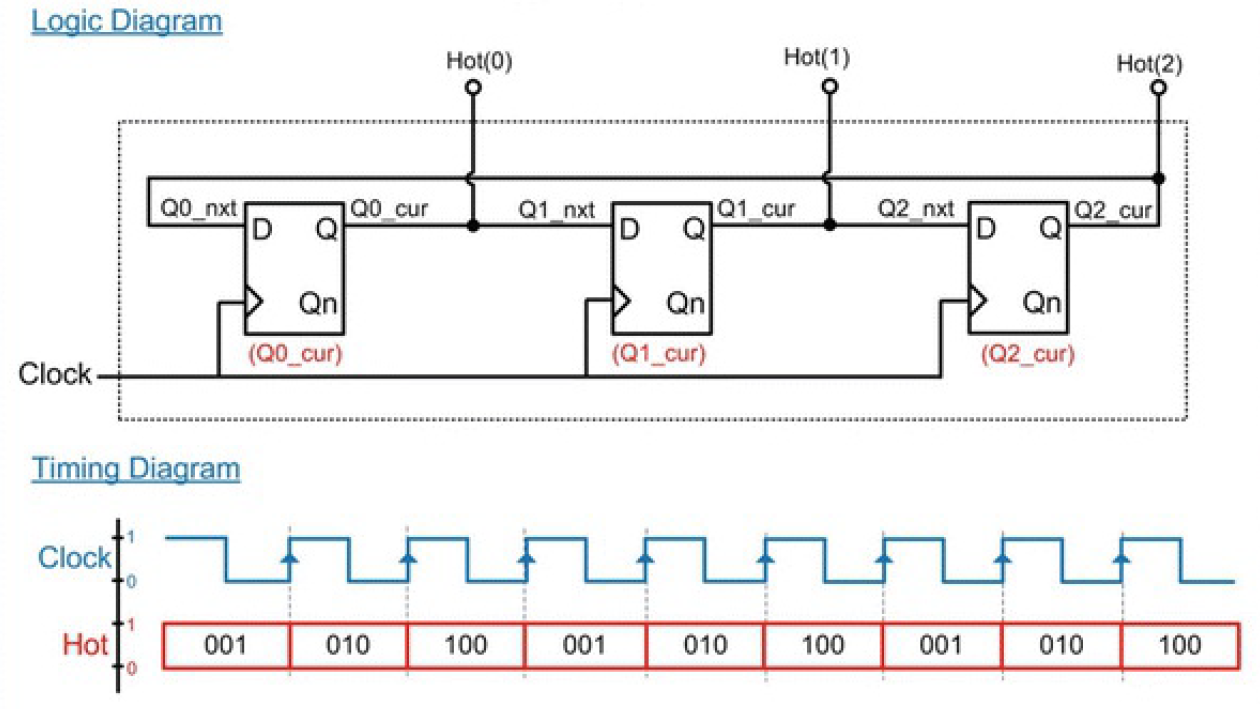 Logic Diagram
Hot(0) Hot(1) Hot(2)
Q0_nxt Q0_cur Q1_nxt Q1_cur Q2_nxt Q2_cur
D Q D Q D Q
Qn Qn Qn
(Q0_cur) (Q1_cur) (Q2_cur)
Clock
Timing Diagram
1
Clock
0
1
Hot 001 010 100 001 010 100 001 010 100
0